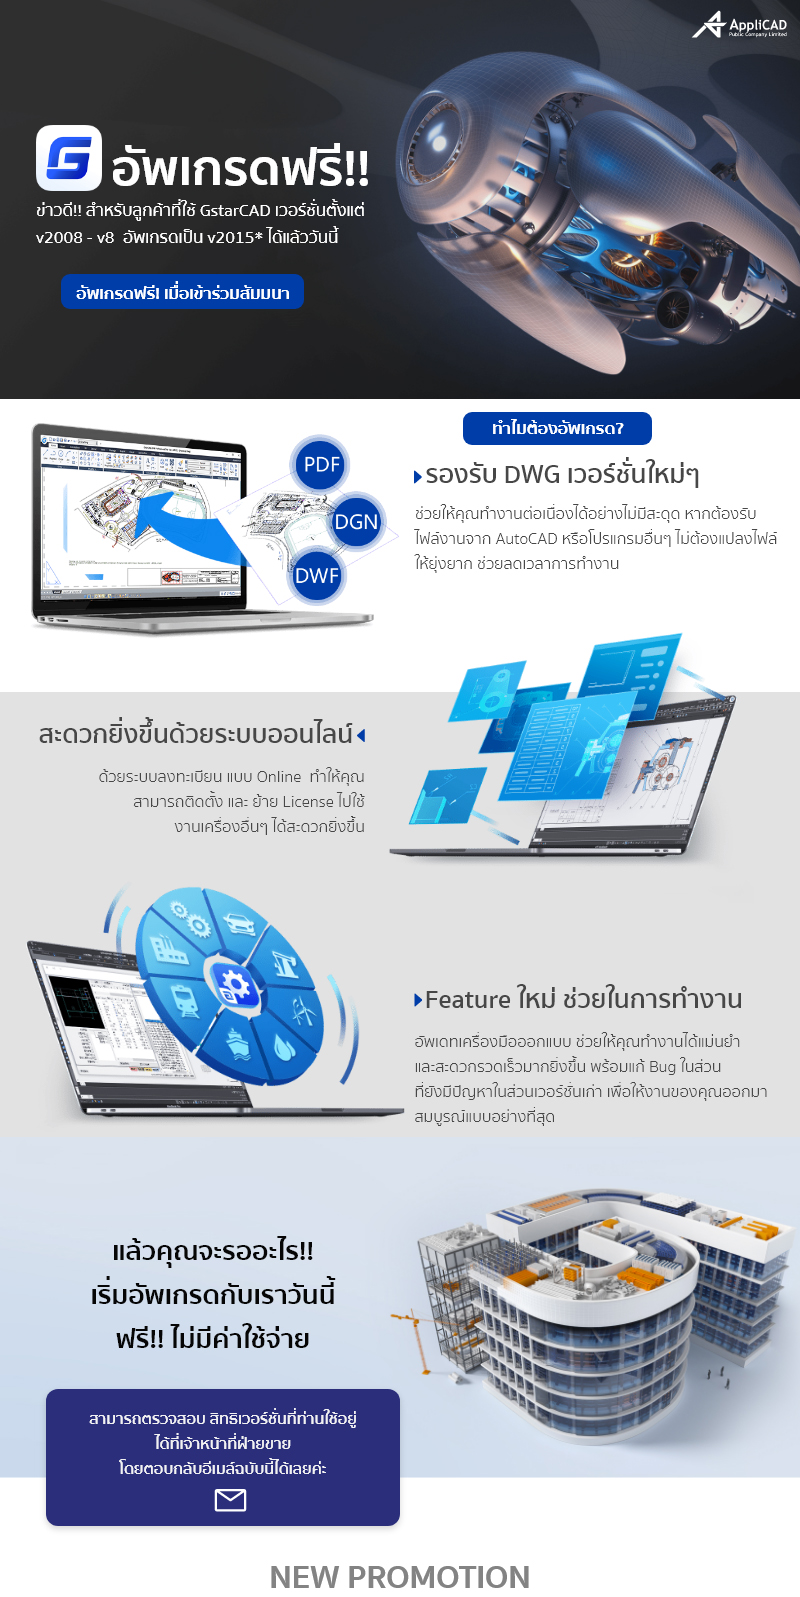 AppliCAD
Public Company Limited
อัพเกรดฟรี!!
ข่าวดี!! สำหรับลูกค้าที่ใช้ GstarCAD เวอร์ชั่นตั้งแต่
v2008 - v8 อัพเกรดเป็น v2015* ได้แล้ววันนี้
อัพเกรดฟรี! เมื่อเข้าร่วมสัมมนา
ทำไมต้องอัพเกรด?
PDF
DGN
DWF
รองรับ DWG เวอร์ชั่นใหม่ๆ
ช่วยให้คุณทำงานต่อเนื่องได้อย่างไม่มีสะดุด หากต้องรับ
ไฟล์งานจาก AutoCAD หรือโปรแกรมอื่นๆ ไม่ต้องแปลงไฟล์
ให้ยุ่งยาก ช่วยลดเวลาการทำงาน
สะดวกยิ่งขึ้นด้วยระบบออนไลน์
ด้วยระบบลงทะเบียน แบบ Online ทำให้คุณ
สามารถติดตั้ง และ ย้าย License ไปใช้
งานเครื่องอื่นๆ ได้สะดวกยิ่งขึ้น
Feature ใหม่ ช่วยในการทำงาน
อัพเดทเครื่องมือออกแบบ ช่วยให้คุณทำงานได้แม่นยำ
และสะดวกรวดเร็วมากยิ่งขึ้น พร้อมแก้ Bug ในส่วน
ที่ยังมีปัญหาในส่วนเวอร์ชั่นเก่า เพื่อให้งานของคุณออกมา
สมบูรณ์แบบอย่างที่สุด
แล้วคุณจะรออะไร!!
เริ่มอัพเกรดกับเราวันนี้
ฟรี!! ไม่มีค่าใช้จ่าย
สามารถตรวจสอบ สิทธิเวอร์ชั่นที่ท่านใช้อยู่
ได้ที่เจ้าหน้าที่ฝ่ายขาย
โดยตอบกลับอีเมล์ฉบับนี้ได้เลยค่ะ
NEW PROMOTION